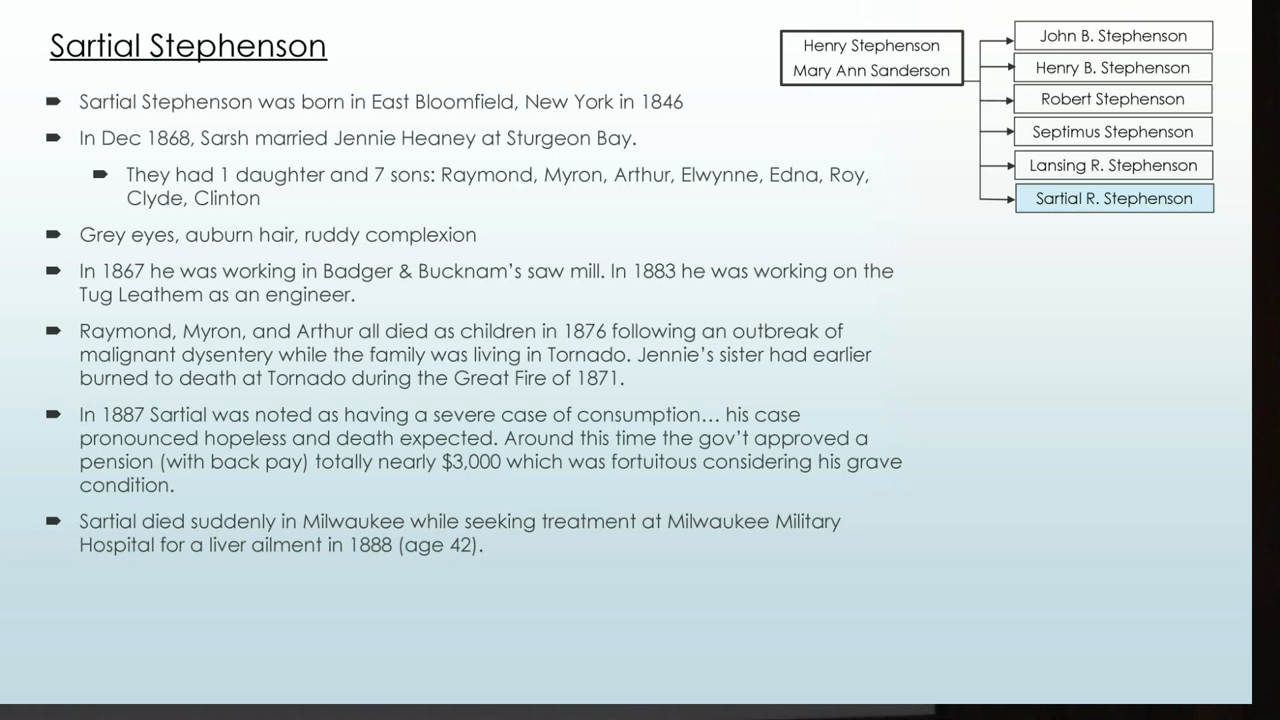 Sartial Stephenson
Sartial Stephenson was born in East Bloomfield, New York in 1846
In Dec 1868, Sarsh married Jennie Heaney at Sturgeon Bay.
They had 1 daughter and 7 sons: Raymond, Myron, Arthur, Elwynne, Edna, Roy,
Clyde, Clinton
Grey eyes, auburn hair, ruddy complexion
In 1867 he was working in Badger & Bucknam's saw mill. In 1883 he was working on the
Tug Leathem as an engineer.
Raymond, Myron, and Arthur all died as children in 1876 following an outbreak of
malignant dysentery while the family was living in Tornado. Jennie's sister had earlier
burned to death at Tornado during the Great Fire of 1871.
In 1887 Sartial was noted as having a severe case of consumption… his case
pronounced hopeless and death expected. Around this time the gov't approved a
pension (with back pay) totally nearly $3,000 which was fortuitous considering his grave
condition.
Sartial died suddenly in Milwaukee while seeking treatment at Milwaukee Military
Hospital for a liver ailment in 1888 (age 42).
Henry Stephenson
Mary Ann Sanderson
John B. Stephenson
Henry B. Stephenson
Robert Stephenson
Septimus Stephenson
Lansing R. Stephenson
Sartial R. Stephenson